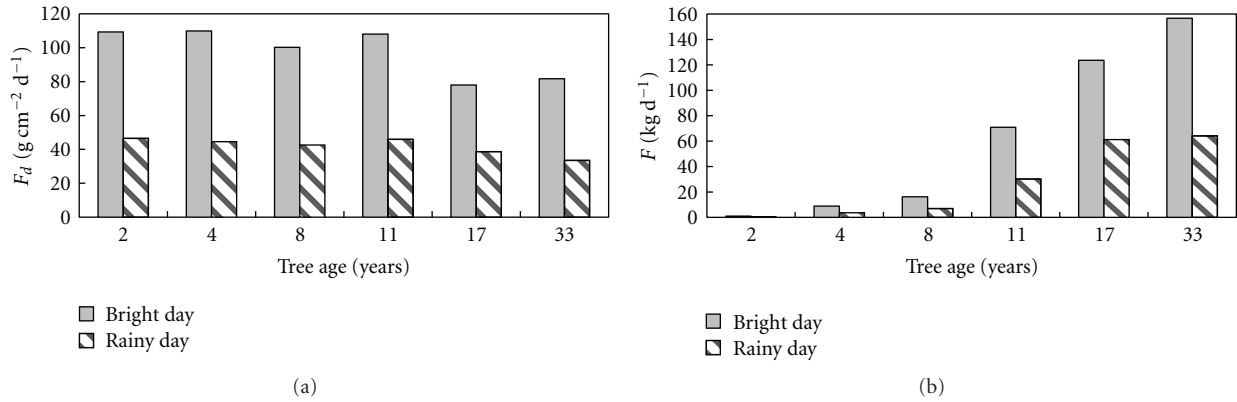 120
100
80
60
40
20
0
F_d (g cm⁻² d⁻¹)
2 4 8 11 17 33
Tree age (years)
Bright day
Rainy day
(a)
160
140
120
100
80
60
40
20
0
F (kg d⁻¹)
2 4 8 11 17 33
Tree age (years)
Bright day
Rainy day
(b)